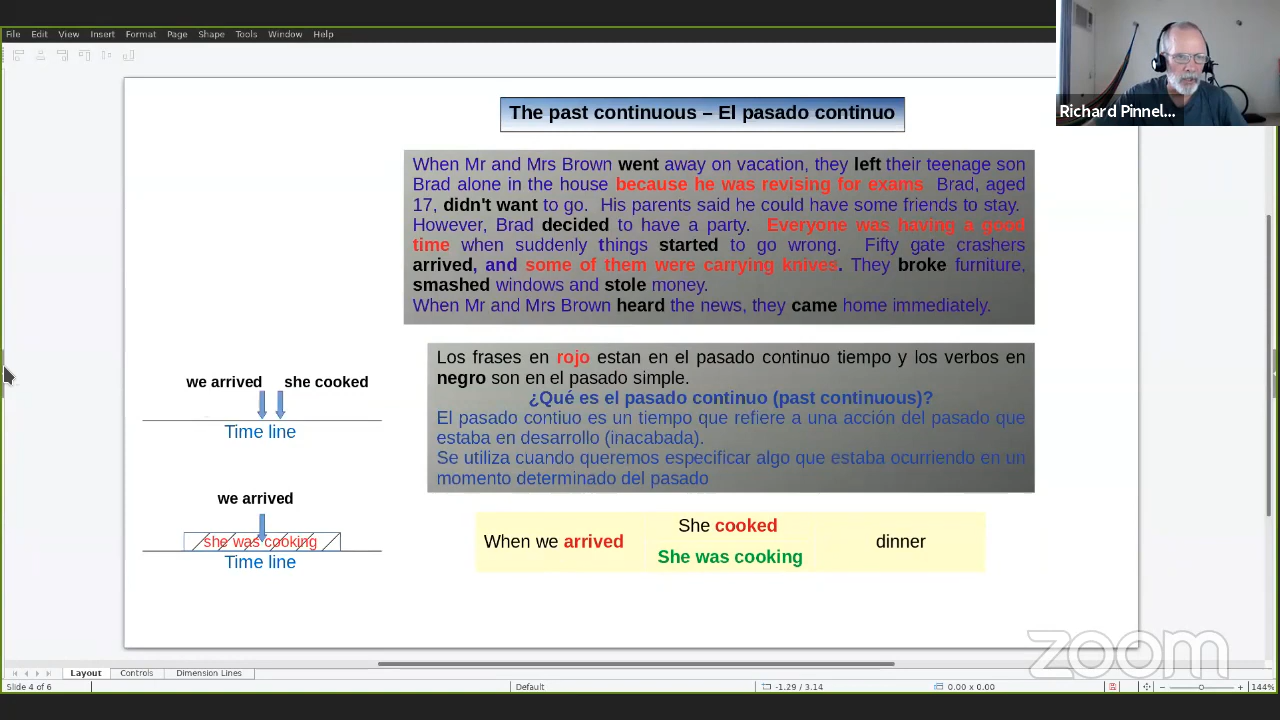 File Edit View Insert Format Page Shape Tools Window Help
Richard Pinnel...
The past continuous – El pasado continuo
When Mr and Mrs Brown went away on vacation, they left their teenage son
Brad alone in the house because he was revising for exams Brad, aged
17, didn't want to go. His parents said he could have some friends to stay.
However, Brad decided to have a party. Everyone was having a good
time when suddenly things started to go wrong. Fifty gate crashers
arrived, and some of them were carrying knives. They broke furniture,
smashed windows and stole money.
When Mr and Mrs Brown heard the news, they came home immediately.
Los frases en rojo estan en el pasado continuo tiempo y los verbos en
negro son en el pasado simple.
¿Qué es el pasado continuo (past continuous)?
El pasado contiuo es un tiempo que refiere a una acción del pasado que
estaba en desarrollo (inacabada).
Se utiliza cuando queremos especificar algo que estaba ocurriendo en un
momento determinado del pasado
we arrived she cooked
Time line
we arrived
she was cooking
Time line
She cooked
When we arrived dinner
She was cooking
zoom
Layout Controls Dimension Lines
Slide 4 of 6 Default -1.29 / 3.14 0.00 x 0.00 144%